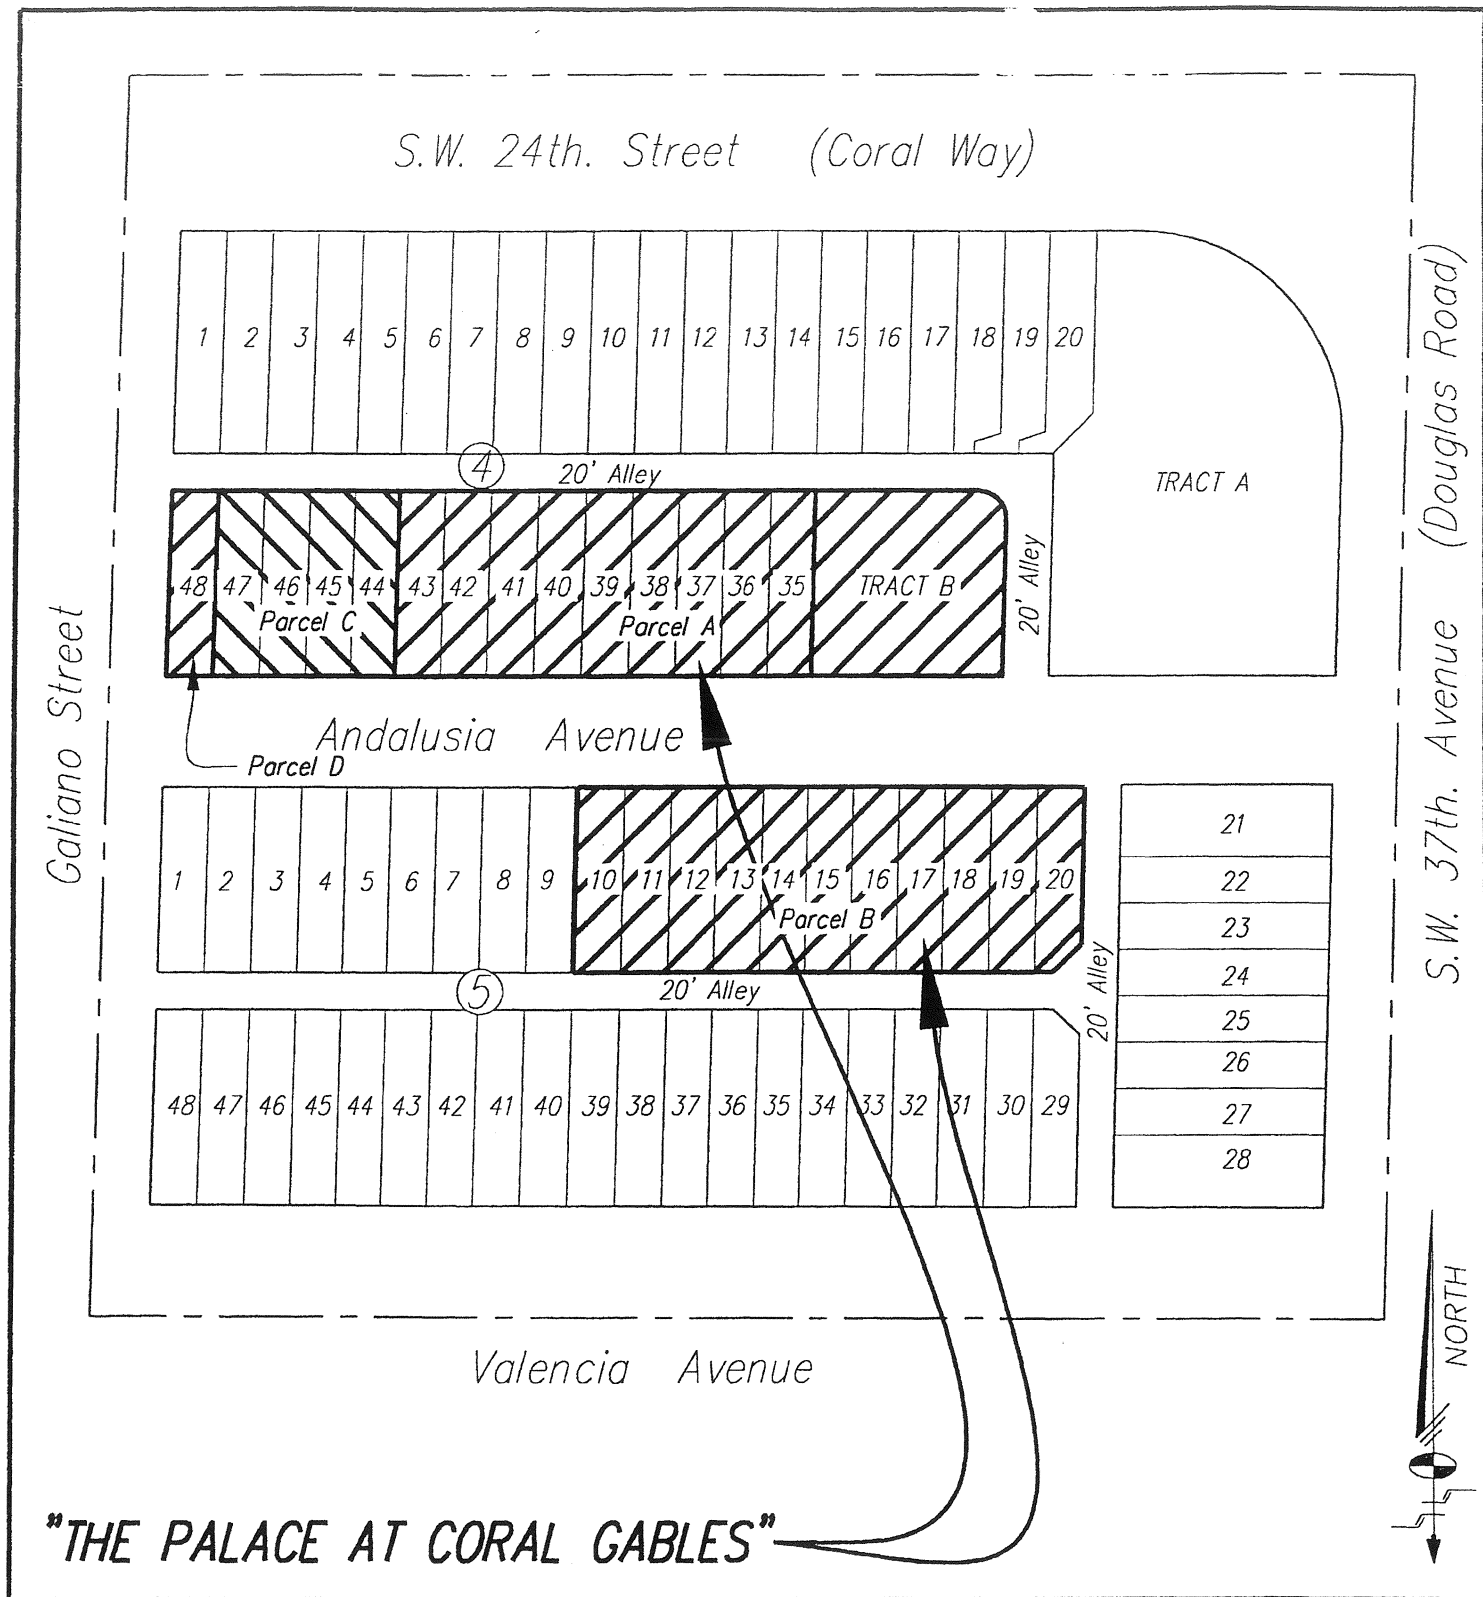 S.W. 24th. Street (Coral Way)
1 2 3 4 5 6 7 8 9 10 11 12 13 14 15 16 17 18 19 20
TRACT A
4 20' Alley
48 47 46 45 44 43 42 41 40 39 38 37 36 35 TRACT B
Parcel C Parcel A
20' Alley
Andalusia Avenue
Parcel D
Galiano Street
S.W. 37th. Avenue (Douglas Road)
1 2 3 4 5 6 7 8 9 10 11 12 13 14 15 16 17 18 19 20
Parcel B
5 20' Alley
20' Alley
21
22
23
24
25
26
27
28
48 47 46 45 44 43 42 41 40 39 38 37 36 35 34 33 32 31 30 29
Valencia Avenue
NORTH
"THE PALACE AT CORAL GABLES"